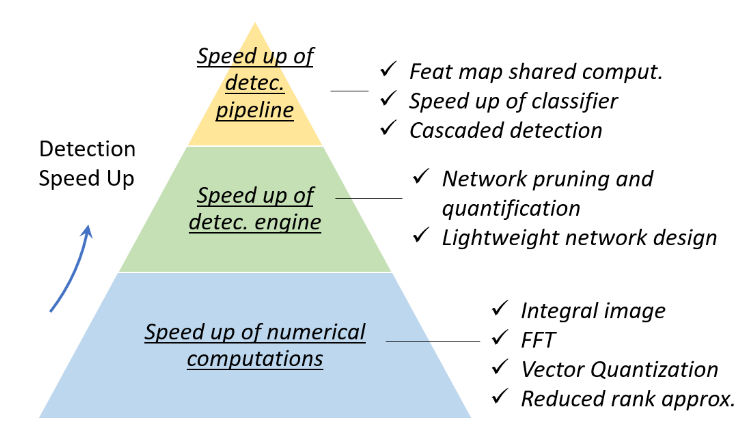 Speed up of
detec.
pipeline
✓ Feat map shared comput.
✓ Speed up of classifier
✓ Cascaded detection
Detection
Speed Up
Speed up of
detec. engine
✓ Network pruning and
quantification
✓ Lightweight network design
Speed up of numerical
computations
✓ Integral image
✓ FFT
✓ Vector Quantization
✓ Reduced rank approx.